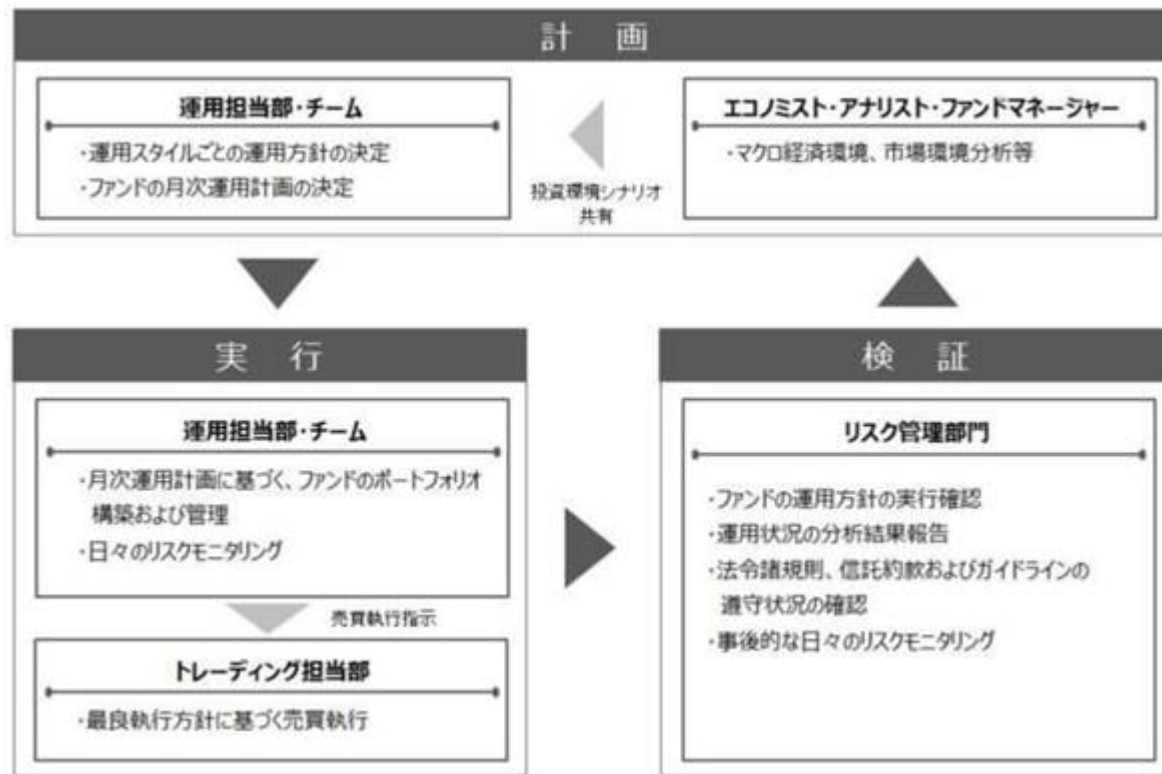 計 画
運用担当部・チーム
・運用スタイルごとの運用方針の決定
・ファンドの月次運用計画の決定
投資環境シナリオ
共有
エコノミスト・アナリスト・ファンドマネージャー
・マクロ経済環境、市場環境分析等
実 行
運用担当部・チーム
・月次運用計画に基づく、ファンドのポートフォリオ
構築および管理
・日々のリスクモニタリング
売買執行指示
トレーディング担当部
・最良執行方針に基づく売買執行
検 証
リスク管理部門
・ファンドの運用方針の実行確認
・運用状況の分析結果報告
・法令諸規則、信託約款およびガイドラインの
遵守状況の確認
・事後的な日々のリスクモニタリング